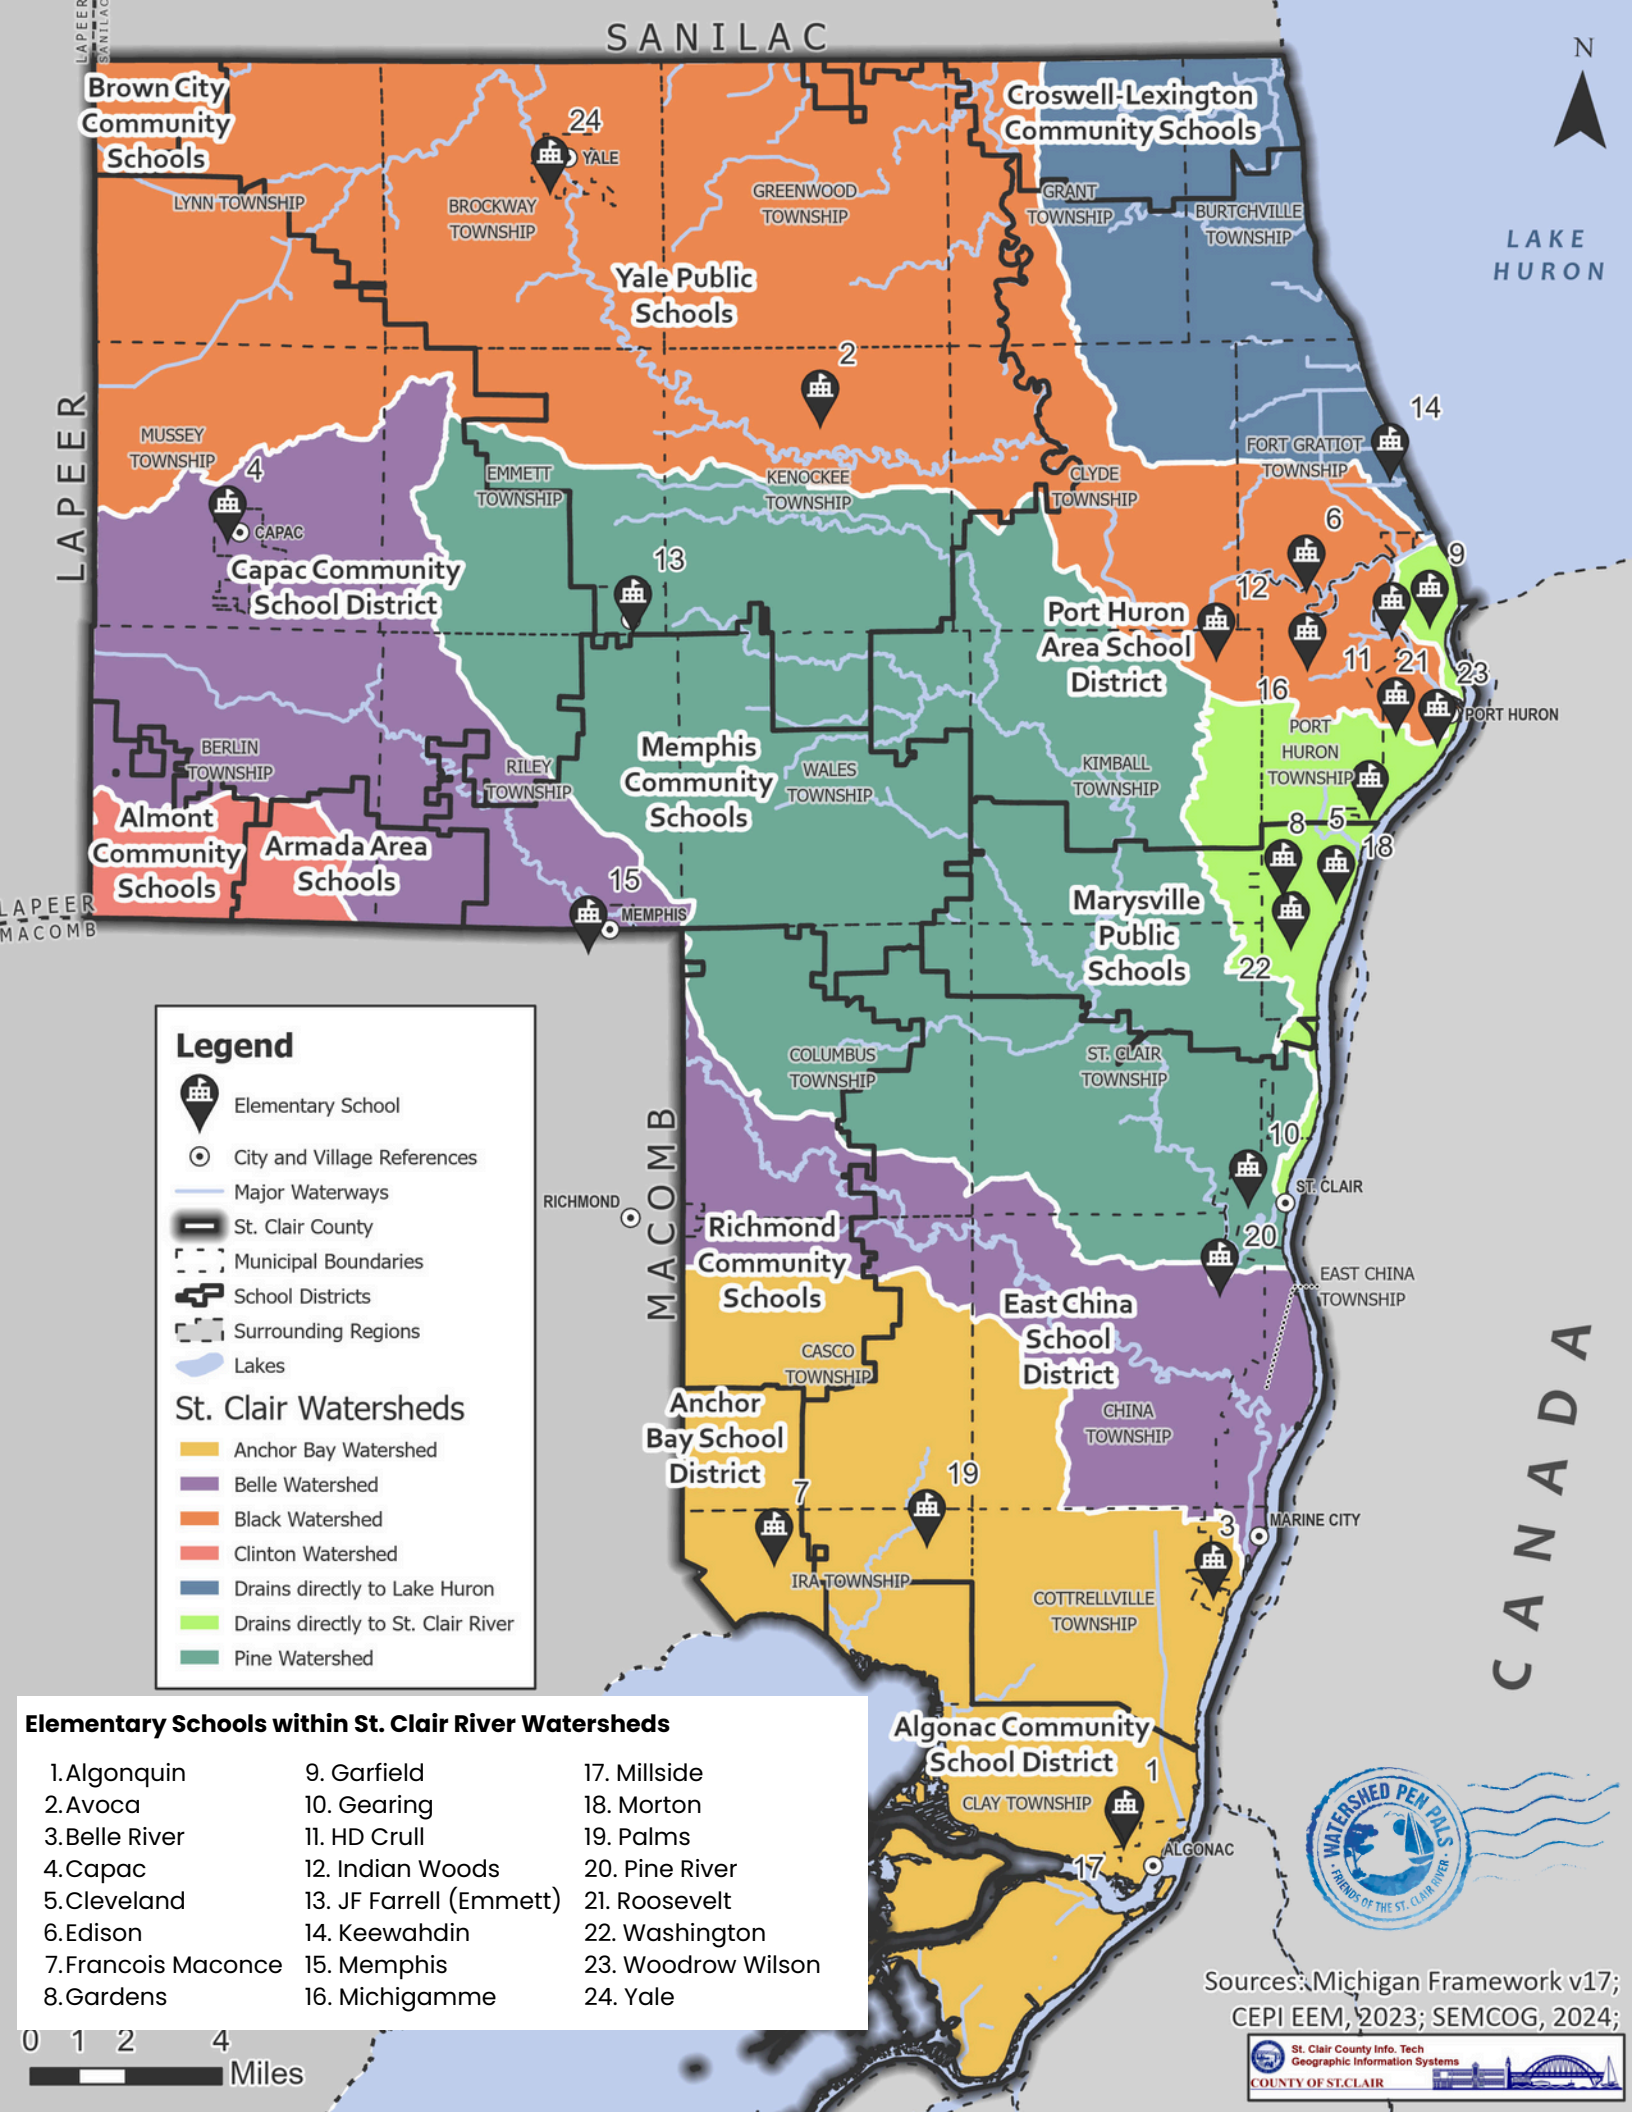 LAPEER
SANILAC
SANILAC
N
Brown City
Community
Schools
Croswell-Lexington
Community Schools
24
YALE
LYNN TOWNSHIP
BROCKWAY
TOWNSHIP
GREENWOOD
TOWNSHIP
GRANT
TOWNSHIP
BURTCHVILLE
TOWNSHIP
LAKE
HURON
Yale Public
Schools
2
14
LAPEER
MUSSEY
TOWNSHIP
4
EMMETT
TOWNSHIP
KENOCKEE
TOWNSHIP
CLYDE
TOWNSHIP
FORT GRATIOT
TOWNSHIP
CAPAC
6
9
Capac Community
School District
13
12
Port Huron
Area School
District
11
21
23
16
PORT HURON
PORT
HURON
TOWNSHIP
BERLIN
TOWNSHIP
RILEY
TOWNSHIP
Memphis
Community
Schools
WALES
TOWNSHIP
KIMBALL
TOWNSHIP
Almont
Community
Schools
Armada Area
Schools
8
5
18
15
MEMPHIS
LAPEER
MACOMB
Marysville
Public
Schools
22
Legend
Elementary School
City and Village References
Major Waterways
St. Clair County
Municipal Boundaries
School Districts
Surrounding Regions
Lakes
St. Clair Watersheds
Anchor Bay Watershed
Belle Watershed
Black Watershed
Clinton Watershed
Drains directly to Lake Huron
Drains directly to St. Clair River
Pine Watershed
COLUMBUS
TOWNSHIP
ST. CLAIR
TOWNSHIP
10
ST. CLAIR
MACOMB
RICHMOND
Richmond
Community
Schools
20
EAST CHINA
TOWNSHIP
East China
School
District
CASCO
TOWNSHIP
Anchor
Bay School
District
CHINA
TOWNSHIP
CANADA
7
19
3
MARINE CITY
IRA TOWNSHIP
COTTRELLVILLE
TOWNSHIP
Algonac Community
School District
1
CLAY TOWNSHIP
17
ALGONAC
Elementary Schools within St. Clair River Watersheds
1.Algonquin
2.Avoca
3.Belle River
4.Capac
5.Cleveland
6.Edison
7.Francois Maconce
8.Gardens
9. Garfield
10. Gearing
11. HD Crull
12. Indian Woods
13. JF Farrell (Emmett)
14. Keewahdin
15. Memphis
16. Michigamme
17. Millside
18. Morton
19. Palms
20. Pine River
21. Roosevelt
22. Washington
23. Woodrow Wilson
24. Yale
WATERSHED PEN PALS
• FRIENDS OF THE ST. CLAIR RIVER •
0 1 2 4
Miles
Sources: Michigan Framework v17;
CEPI EEM, 2023; SEMCOG, 2024;
St. Clair County Info. Tech
Geographic Information Systems
COUNTY OF ST.CLAIR